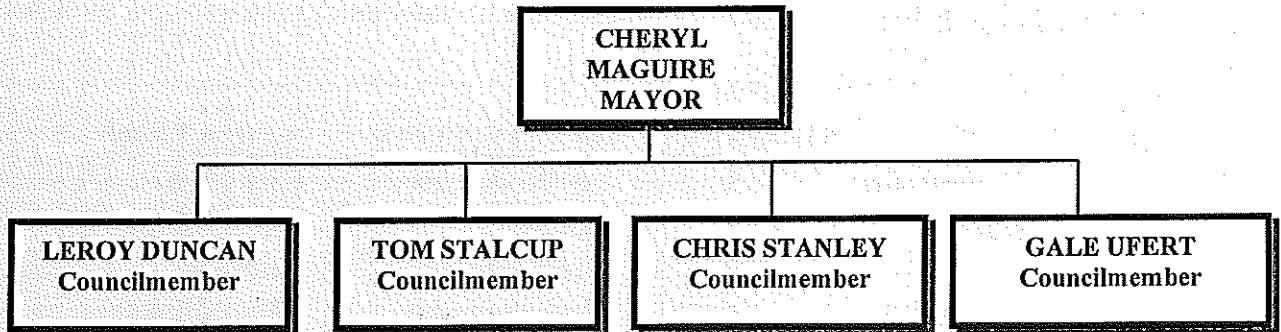 CHERYL
MAGUIRE
MAYOR
LEROY DUNCAN
Councilmember
TOM STALCUP
Councilmember
CHRIS STANLEY
Councilmember
GALE UFERT
Councilmember